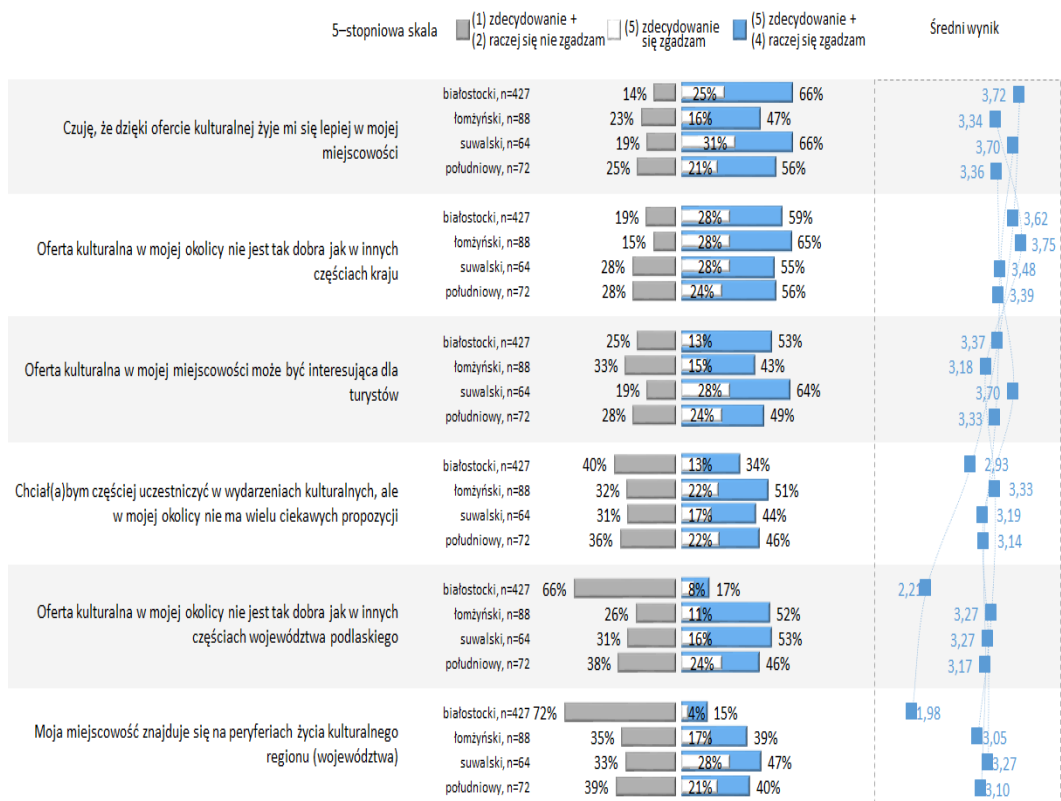 5–stopniowa skala
(1) zdecydowanie +
(2) raczej się nie zgadzam
(5) zdecydowanie
się zgadzam
(5) zdecydowanie +
(4) raczej się zgadzam
Średni wynik
Czuję, że dzięki ofercie kulturalnej żyje mi się lepiej w mojej
miejscowości
białostocki, n=427 14% 25% 66% 3,72
łomżyński, n=88 23% 16% 47% 3,34
suwalski, n=64 19% 31% 66% 3,70
południowy, n=72 25% 21% 56% 3,36
Oferta kulturalna w mojej okolicy nie jest tak dobra jak w innych
częściach kraju
białostocki, n=427 19% 28% 59% 3,62
łomżyński, n=88 15% 28% 65% 3,75
suwalski, n=64 28% 28% 55% 3,48
południowy, n=72 28% 24% 56% 3,39
Oferta kulturalna w mojej miejscowości może być interesująca dla
turystów
białostocki, n=427 25% 13% 53% 3,37
łomżyński, n=88 33% 15% 43% 3,18
suwalski, n=64 19% 28% 64% 3,70
południowy, n=72 28% 24% 49% 3,33
Chciał(a)bym częściej uczestniczyć w wydarzeniach kulturalnych, ale
w mojej okolicy nie ma wielu ciekawych propozycji
białostocki, n=427 40% 13% 34% 2,93
łomżyński, n=88 32% 22% 51% 3,33
suwalski, n=64 31% 17% 44% 3,19
południowy, n=72 36% 22% 46% 3,14
Oferta kulturalna w mojej okolicy nie jest tak dobra jak w innych
częściach województwa podlaskiego
białostocki, n=427 66% 8% 17% 2,21
łomżyński, n=88 26% 11% 52% 3,27
suwalski, n=64 31% 16% 53% 3,27
południowy, n=72 38% 24% 46% 3,17
Moja miejscowość znajduje się na peryferiach życia kulturalnego
regionu (województwa)
białostocki, n=427 72% 4% 15% 1,98
łomżyński, n=88 35% 17% 39% 3,05
suwalski, n=64 33% 28% 47% 3,27
południowy, n=72 39% 21% 40% 3,10